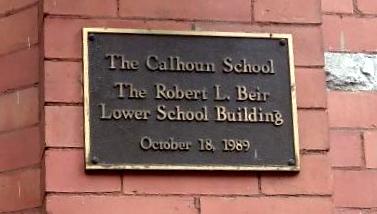 The Calhoun School
The Robert L. Beir
Lower School Building
October 18, 1989